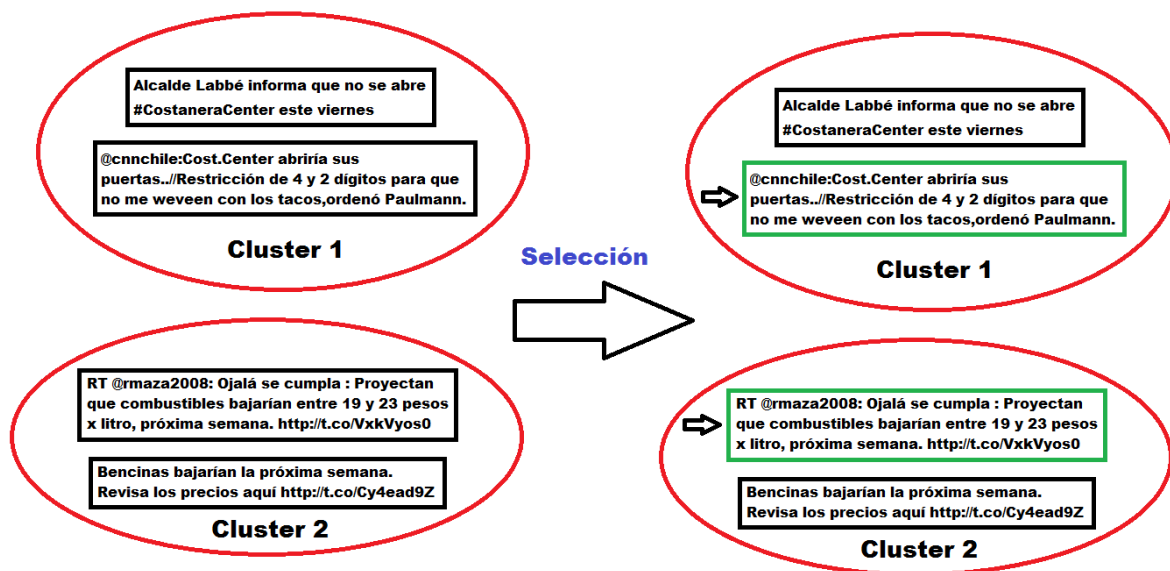 Alcalde Labbé informa que no se abre
#CostaneraCenter este viernes
@cnnchile:Cost.Center abriría sus
puertas..//Restricción de 4 y 2 dígitos para que
no me weveen con los tacos,ordenó Paulmann.
Cluster 1
RT @rmaza2008: Ojalá se cumpla : Proyectan
que combustibles bajarían entre 19 y 23 pesos
x litro, próxima semana. http://t.co/VxkVyos0
Bencinas bajarían la próxima semana.
Revisa los precios aquí http://t.co/Cy4ead9Z
Cluster 2
Selección
Alcalde Labbé informa que no se abre
#CostaneraCenter este viernes
@cnnchile:Cost.Center abriría sus
puertas..//Restricción de 4 y 2 dígitos para que
no me weveen con los tacos,ordenó Paulmann.
Cluster 1
RT @rmaza2008: Ojalá se cumpla : Proyectan
que combustibles bajarían entre 19 y 23 pesos
x litro, próxima semana. http://t.co/VxkVyos0
Bencinas bajarían la próxima semana.
Revisa los precios aquí http://t.co/Cy4ead9Z
Cluster 2